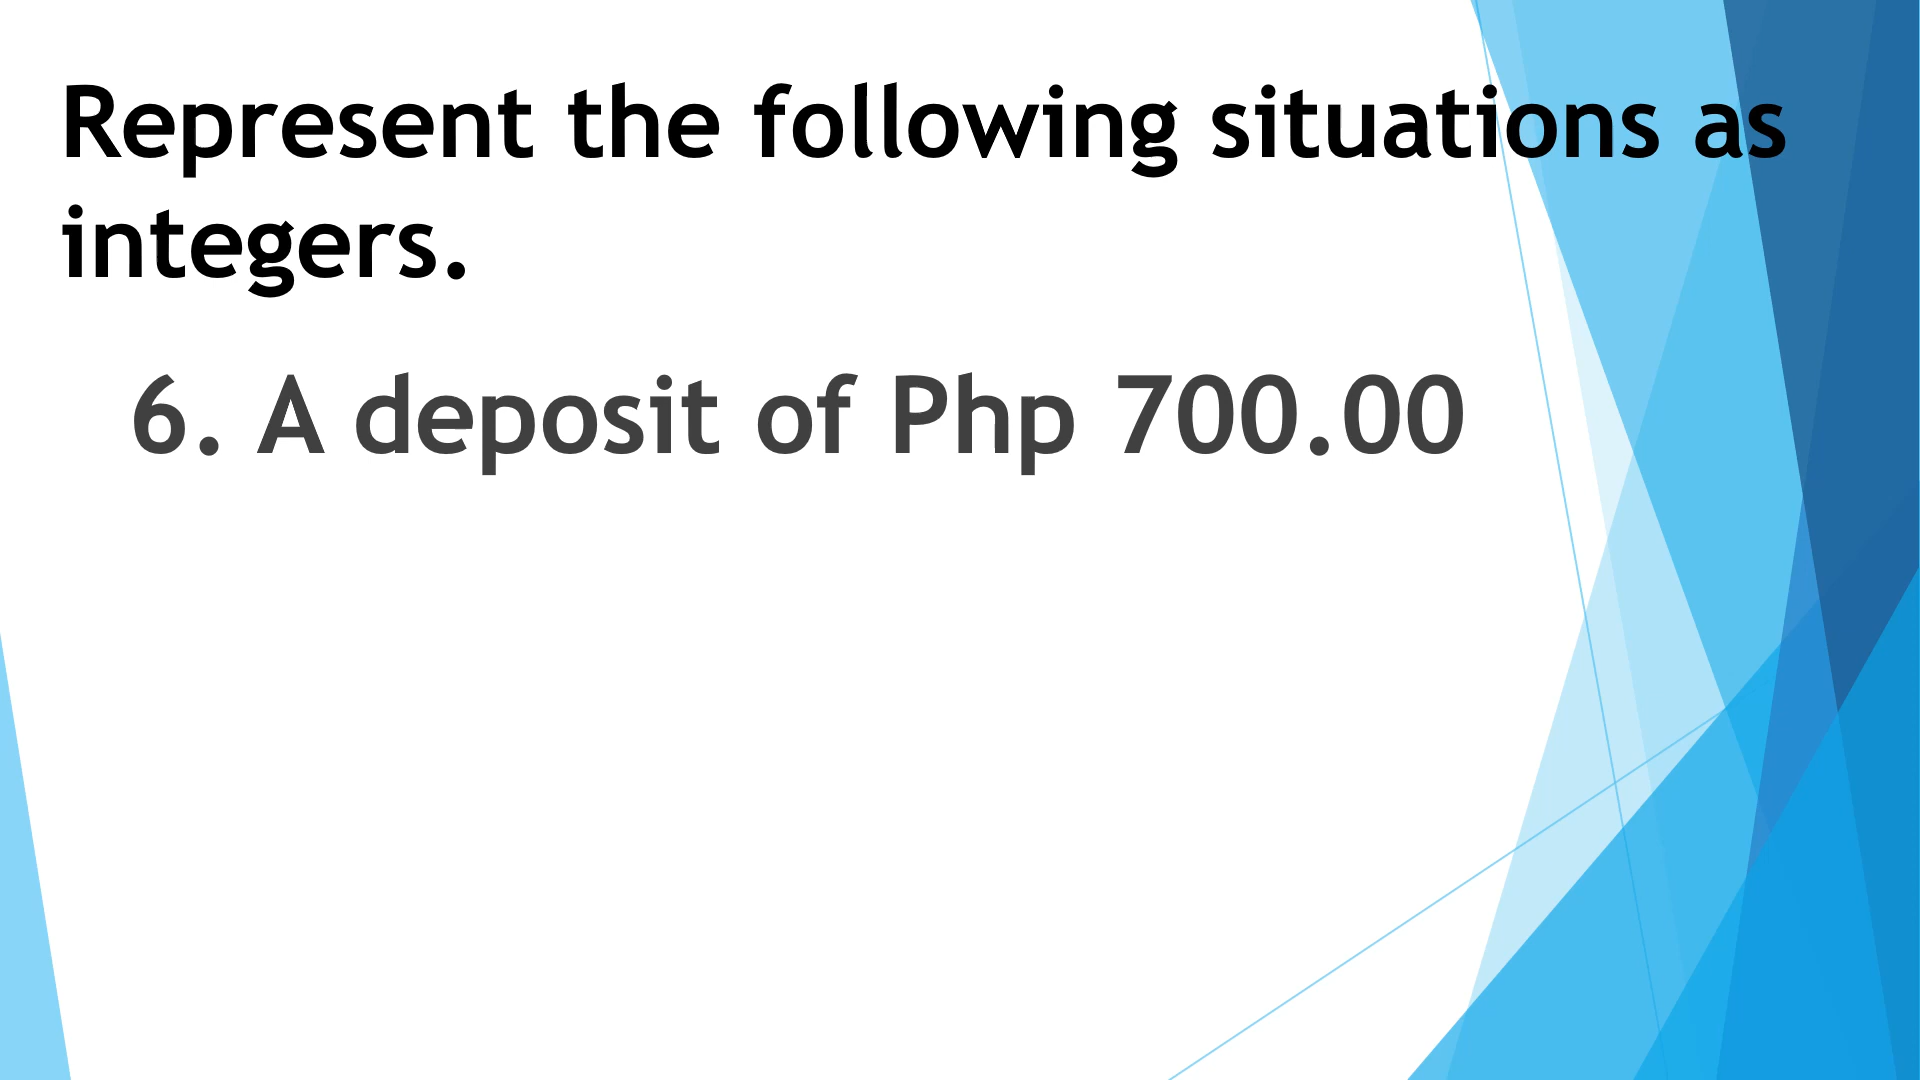 Represent the following situations as
integers.
6. A deposit of Php 700.00